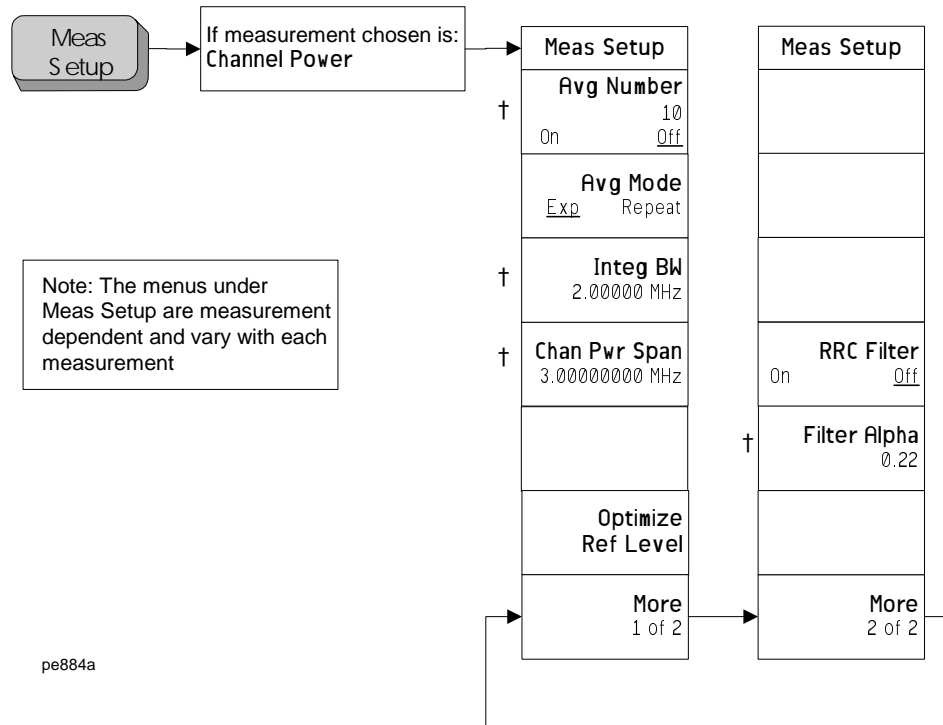 Meas
Setup
If measurement chosen is:
Channel Power
Note: The menus under
Meas Setup are measurement
dependent and vary with each
measurement
Meas Setup
†
Avg Number
10
On Off
Avg Mode
Exp Repeat
†
Integ BW
2.00000 MHz
†
Chan Pwr Span
3.00000000 MHz
Optimize
Ref Level
More
1 of 2
Meas Setup
RRC Filter
On Off
†
Filter Alpha
0.22
More
2 of 2
pe884a